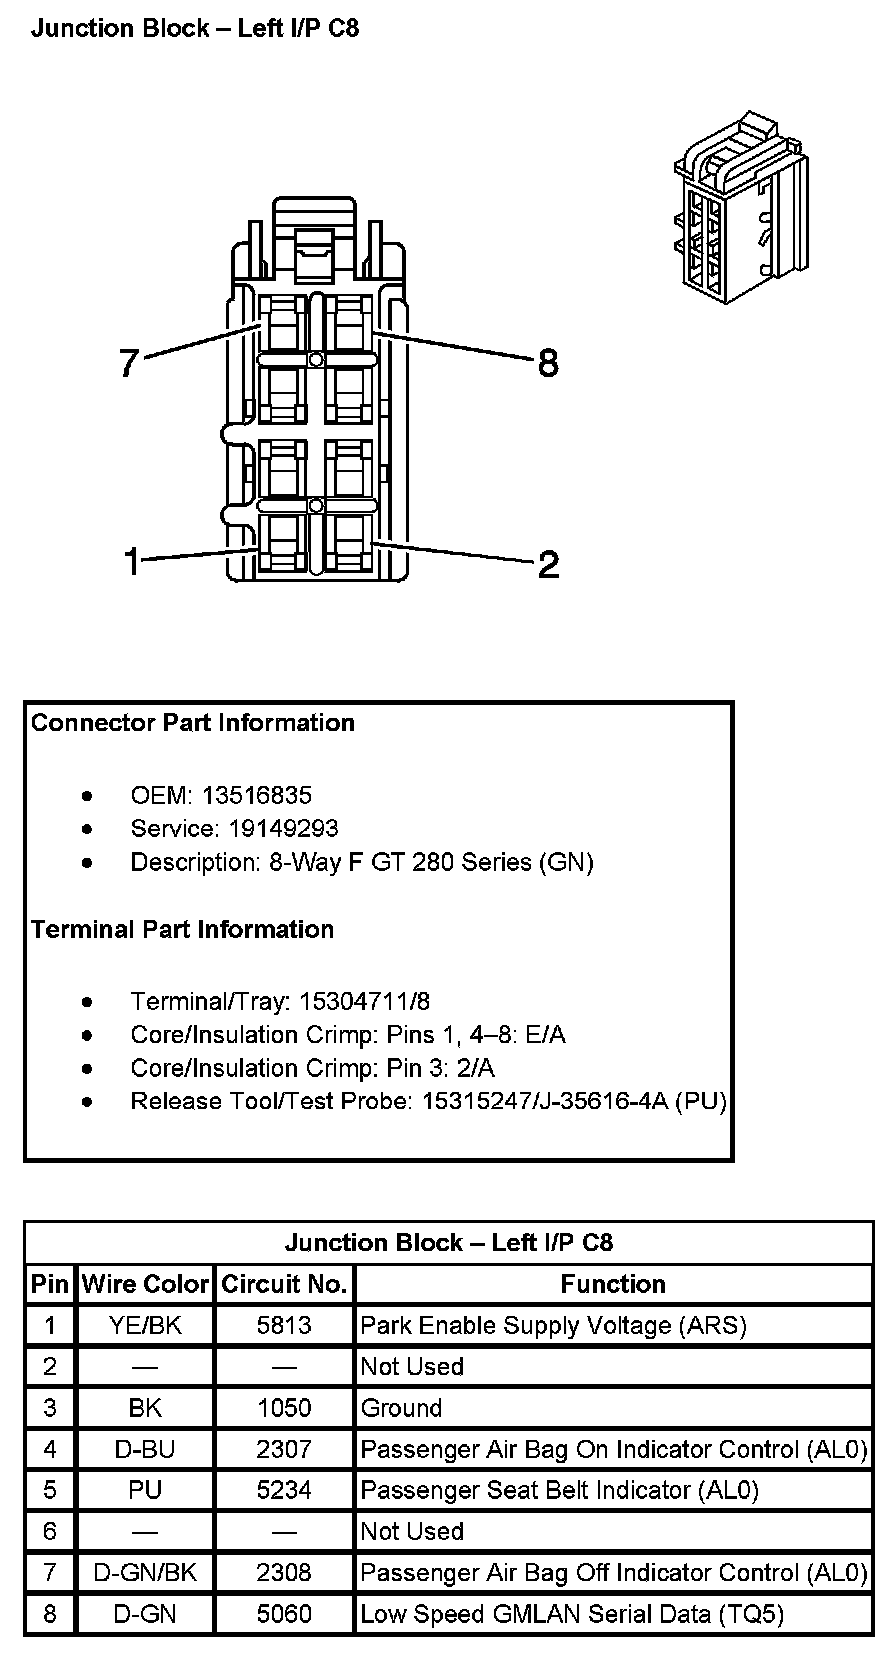 Junction Block – Left I/P C8
7
8
1
2
Connector Part Information
• OEM: 13516835
• Service: 19149293
• Description: 8-Way F GT 280 Series (GN)
Terminal Part Information
• Terminal/Tray: 15304711/8
• Core/Insulation Crimp: Pins 1, 4–8: E/A
• Core/Insulation Crimp: Pin 3: 2/A
• Release Tool/Test Probe: 15315247/J-35616-4A (PU)
Junction Block – Left I/P C8
Pin Wire Color Circuit No. Function
1 YE/BK 5813 Park Enable Supply Voltage (ARS)
2 — — Not Used
3 BK 1050 Ground
4 D-BU 2307 Passenger Air Bag On Indicator Control (AL0)
5 PU 5234 Passenger Seat Belt Indicator (AL0)
6 — — Not Used
7 D-GN/BK 2308 Passenger Air Bag Off Indicator Control (AL0)
8 D-GN 5060 Low Speed GMLAN Serial Data (TQ5)